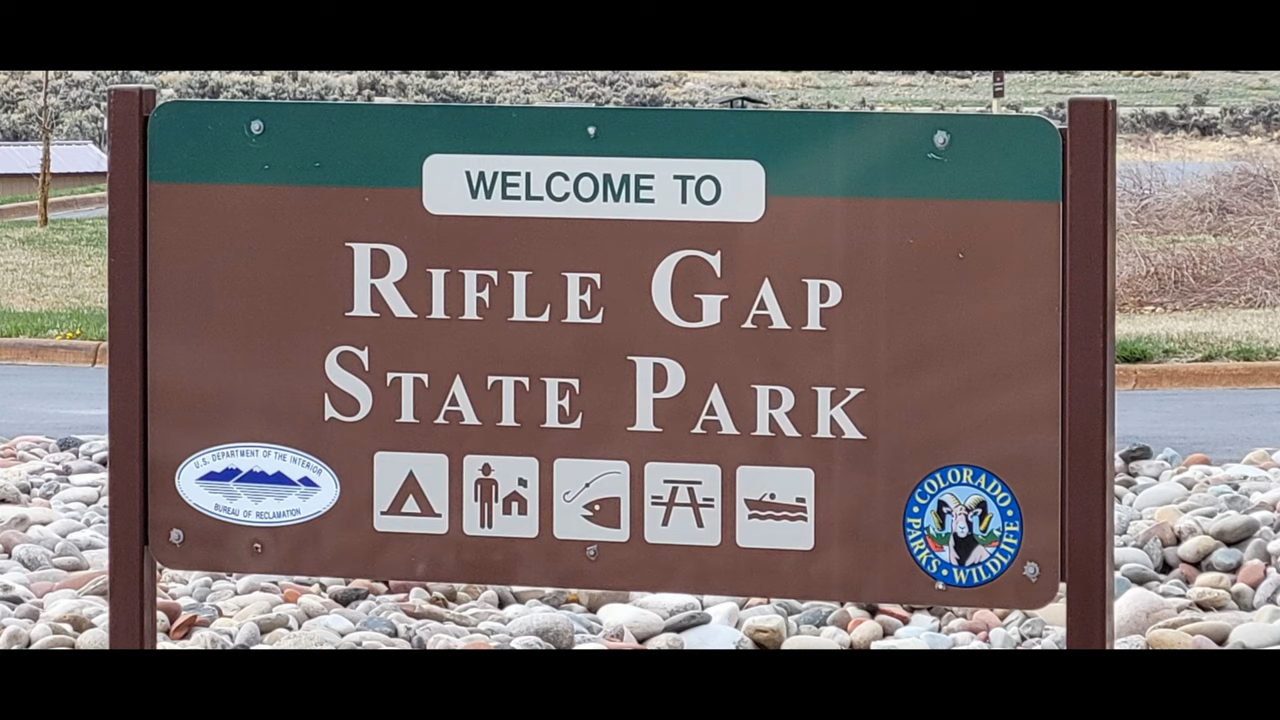 WELCOME TO
RIFLE GAP
STATE PARK
U.S. DEPARTMENT OF THE INTERIOR
BUREAU OF RECLAMATION
COLORADO
PARKS • WILDLIFE